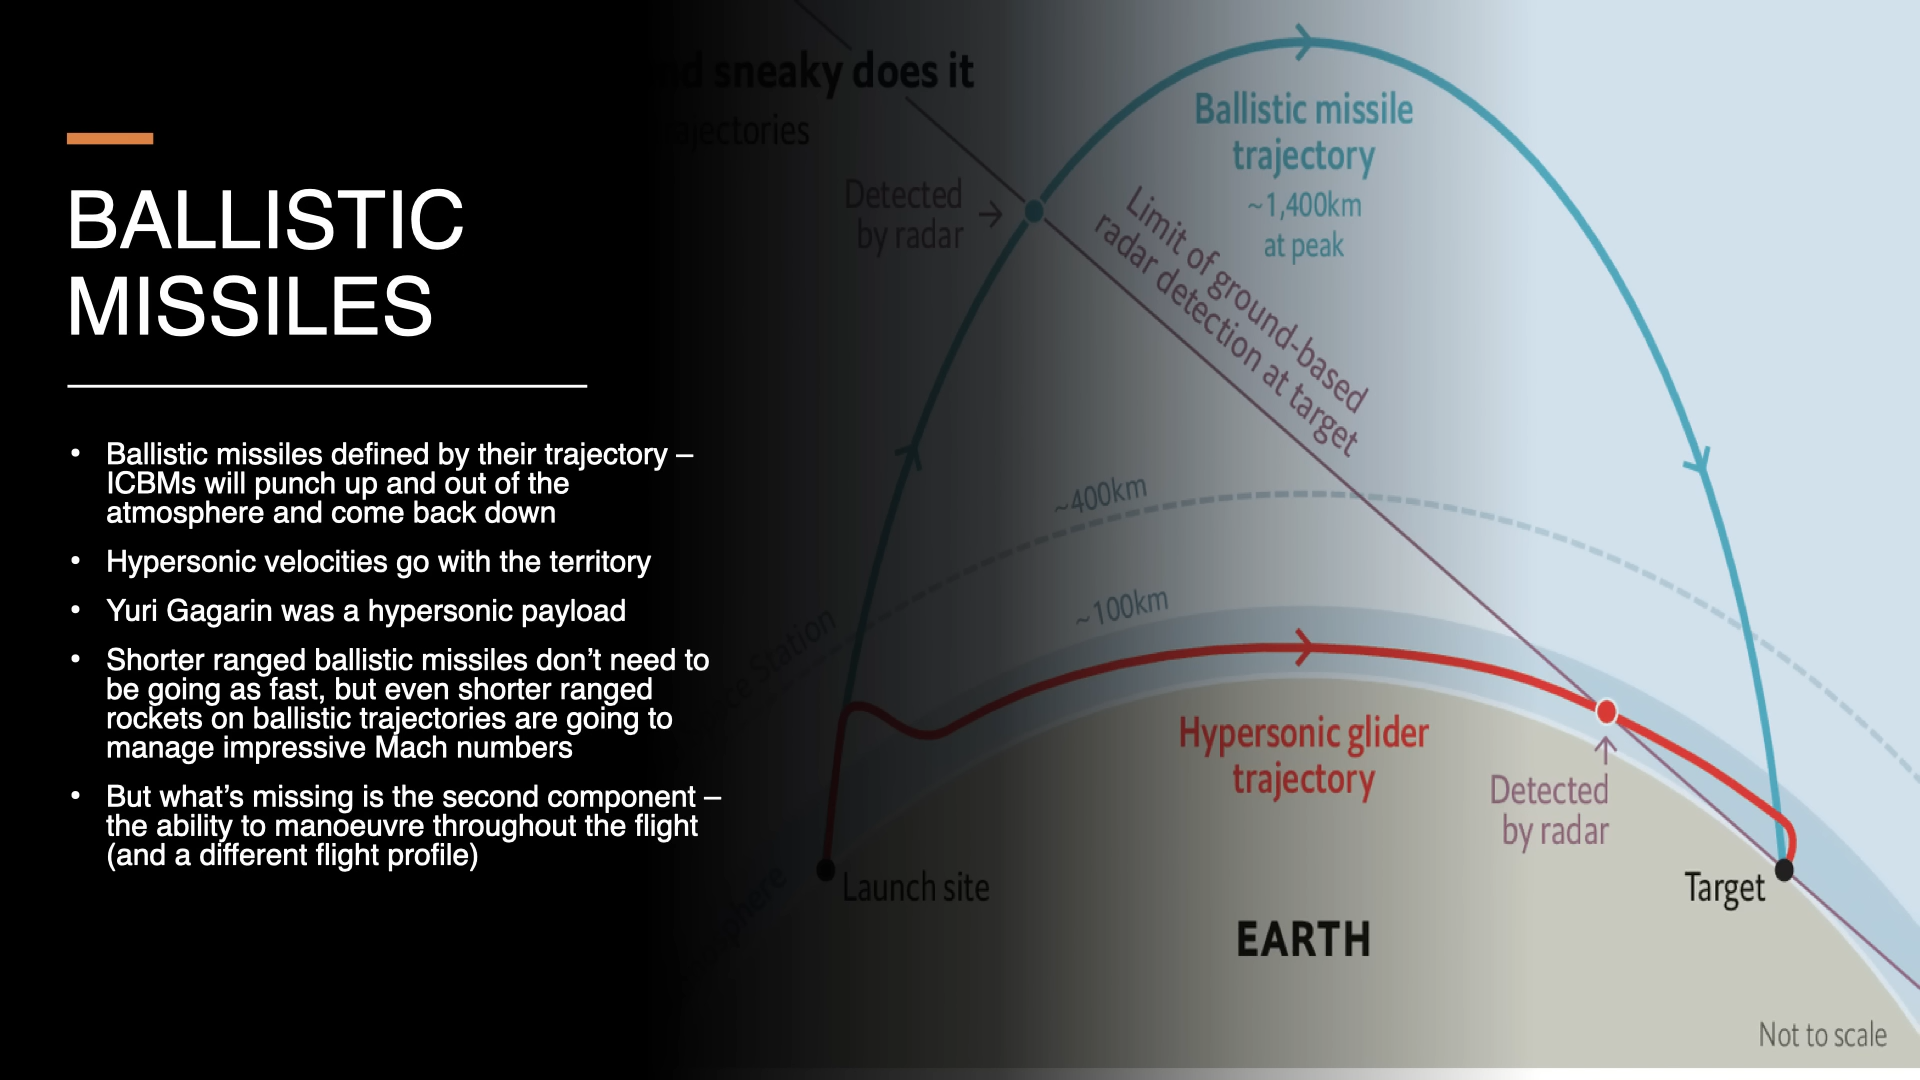 BALLISTIC
MISSILES
• Ballistic missiles defined by their trajectory –
ICBMs will punch up and out of the
atmosphere and come back down
• Hypersonic velocities go with the territory
• Yuri Gagarin was a hypersonic payload
• Shorter ranged ballistic missiles don’t need to
be going as fast, but even shorter ranged
rockets on ballistic trajectories are going to
manage impressive Mach numbers
• But what’s missing is the second component –
the ability to manoeuvre throughout the flight
(and a different flight profile)
sneaky does it
Detected
by radar
Ballistic missile
trajectory
~1,400km
at peak
Limit of ground-based
radar detection at target
~400km
~100km
Station
Hypersonic glider
trajectory
Detected
by radar
Launch site
Target
EARTH
Not to scale